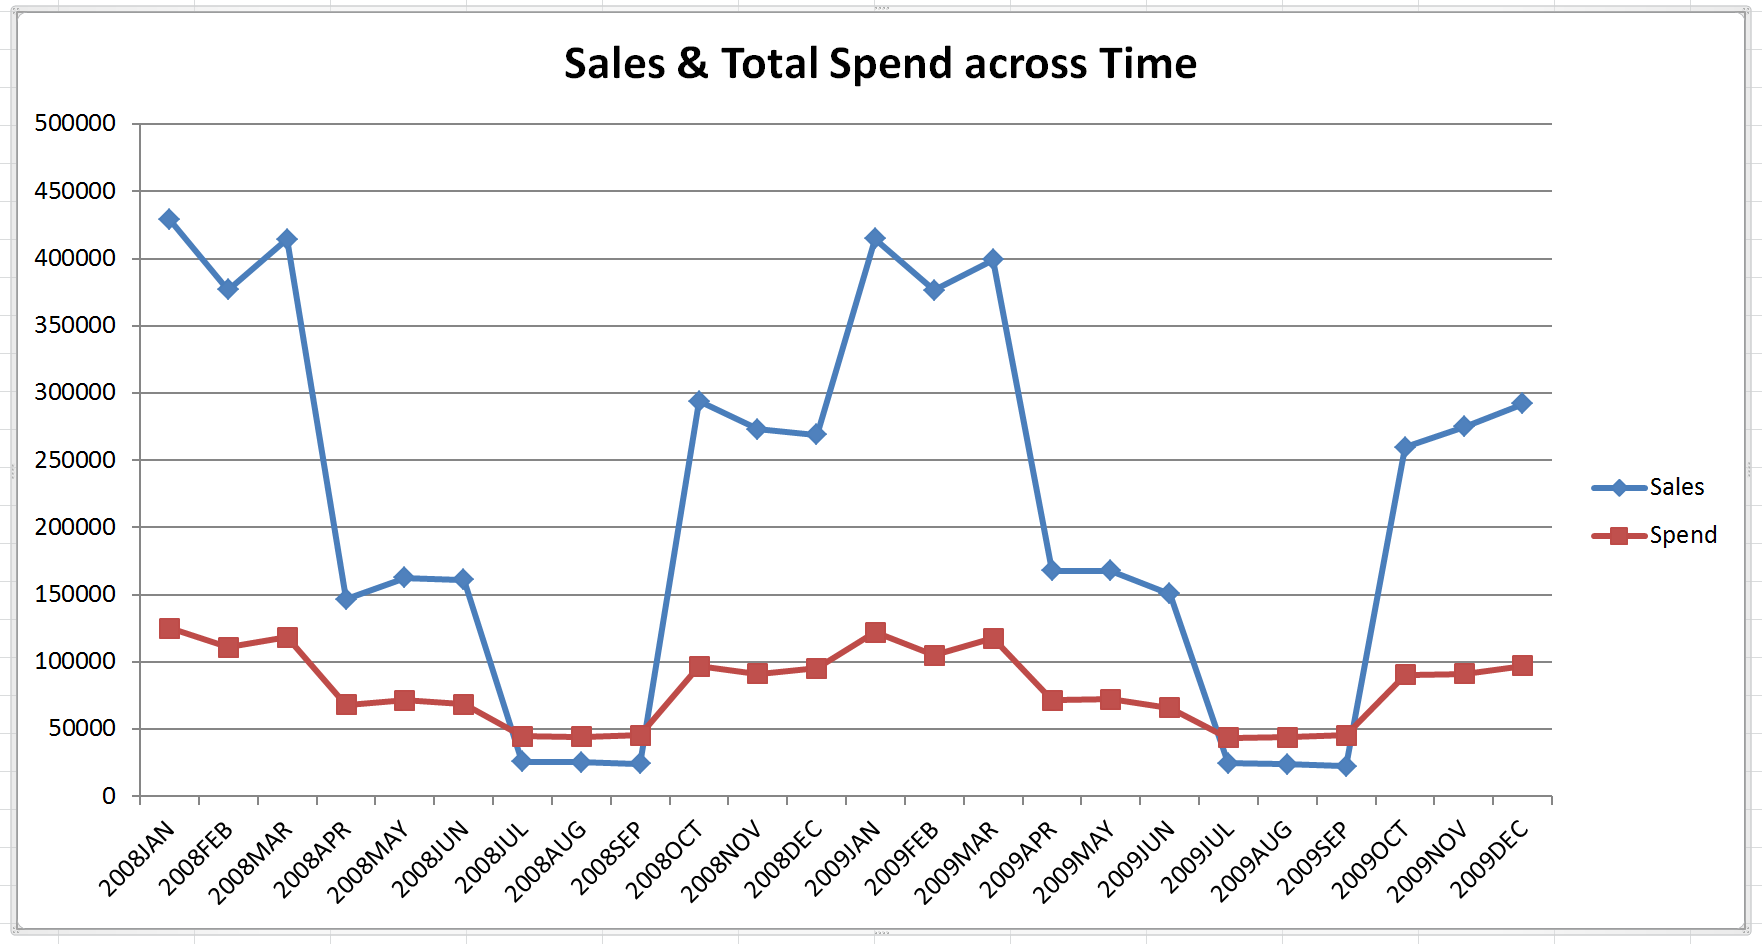 Sales & Total Spend across Time
500000
450000
400000
350000
300000
250000
200000
150000
100000
50000
0
Sales
Spend
2008JAN
2008FEB
2008MAR
2008APR
2008MAY
2008JUN
2008JUL
2008AUG
2008SEP
2008OCT
2008NOV
2008DEC
2009JAN
2009FEB
2009MAR
2009APR
2009MAY
2009JUN
2009JUL
2009AUG
2009SEP
2009OCT
2009NOV
2009DEC